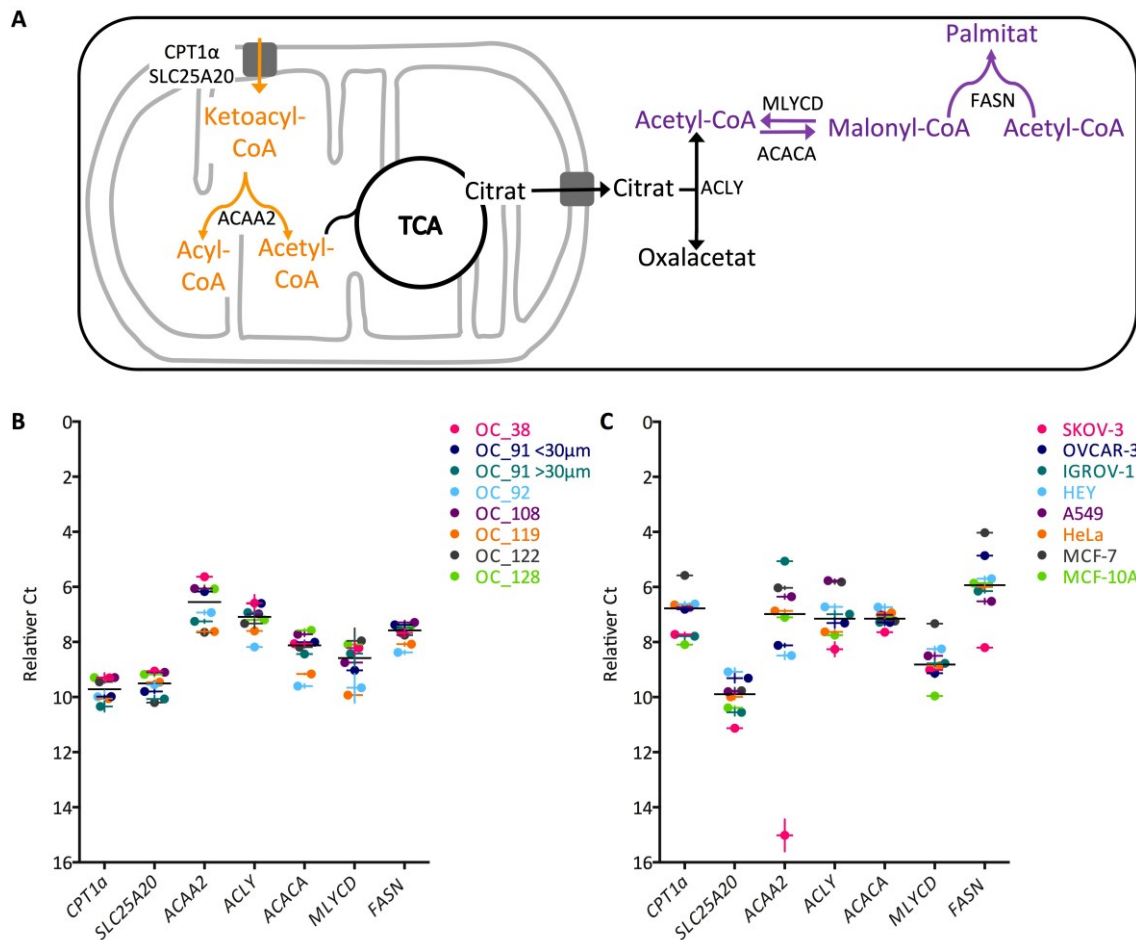 A
CPT1α
SLC25A20
Ketoacyl-
CoA
ACAA2
Acyl-
CoA
Acetyl-
CoA
TCA
Citrat
Citrat
ACLY
Oxalacetat
Acetyl-CoA
MLYCD
ACACA
Malonyl-CoA
Palmitat
FASN
Acetyl-CoA
B
Relativer Ct
0
2
4
6
8
10
12
14
16
CPT1α
SLC25A20
ACAA2
ACLY
ACACA
MLYCD
FASN
OC_38
OC_91 <30μm
OC_91 >30μm
OC_92
OC_108
OC_119
OC_122
OC_128
C
Relativer Ct
0
2
4
6
8
10
12
14
16
CPT1α
SLC25A20
ACAA2
ACLY
ACACA
MLYCD
FASN
SKOV-3
OVCAR-3
IGROV-1
HEY
A549
HeLa
MCF-7
MCF-10A